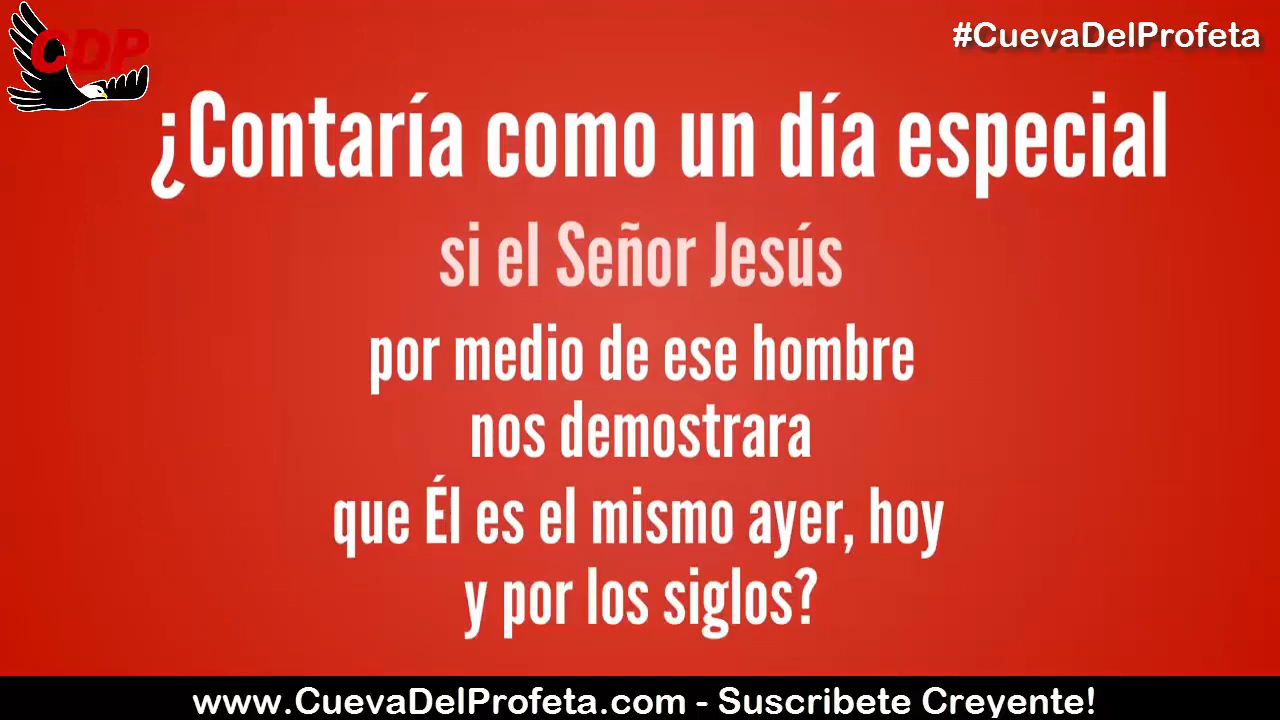 CDP
#CuevaDelProfeta
¿Contaría como un día especial
si el Señor Jesús
por medio de ese hombre
nos demostrara
que Él es el mismo ayer, hoy
y por los siglos?
www.CuevaDelProfeta.com - Suscribete Creyente!